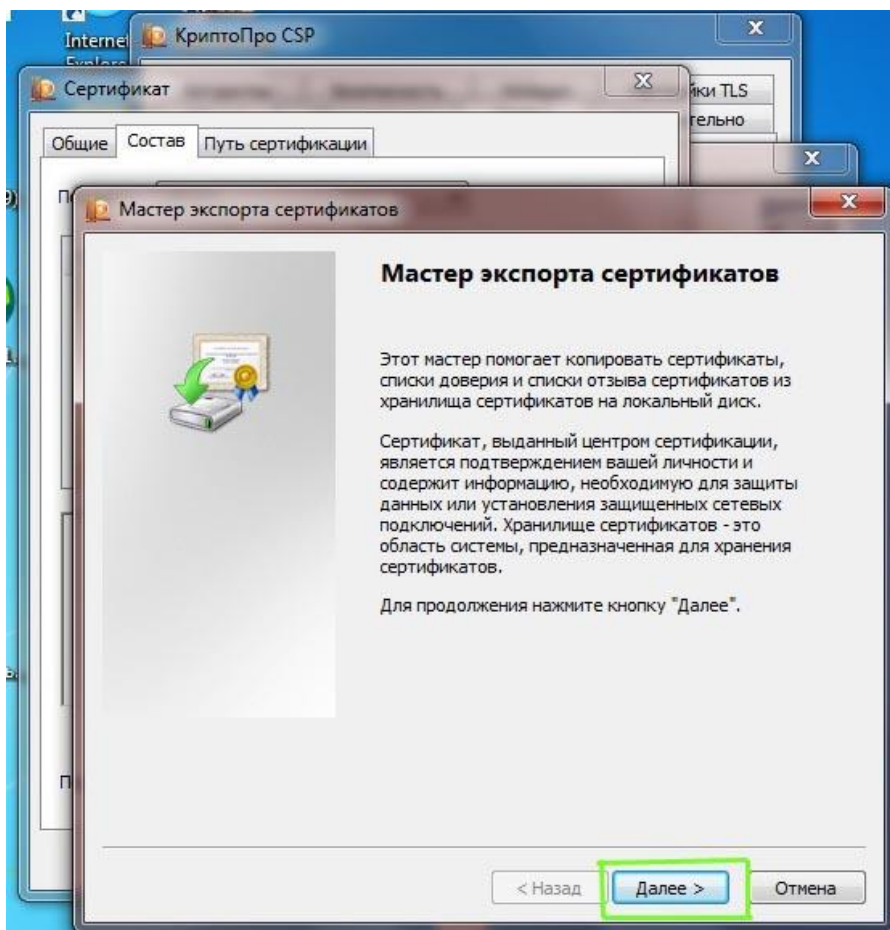 Internet
КриптоПро CSP
Сертификат
йки TLS
тельно
Общие Состав Путь сертификации
Мастер экспорта сертификатов
Мастер экспорта сертификатов
Этот мастер помогает копировать сертификаты,
списки доверия и списки отзыва сертификатов из
хранилища сертификатов на локальный диск.
Сертификат, выданный центром сертификации,
является подтверждением вашей личности и
содержит информацию, необходимую для защиты
данных или установления защищенных сетевых
подключений. Хранилище сертификатов - это
область системы, предназначенная для хранения
сертификатов.
Для продолжения нажмите кнопку "Далее".
< Назад Далее > Отмена